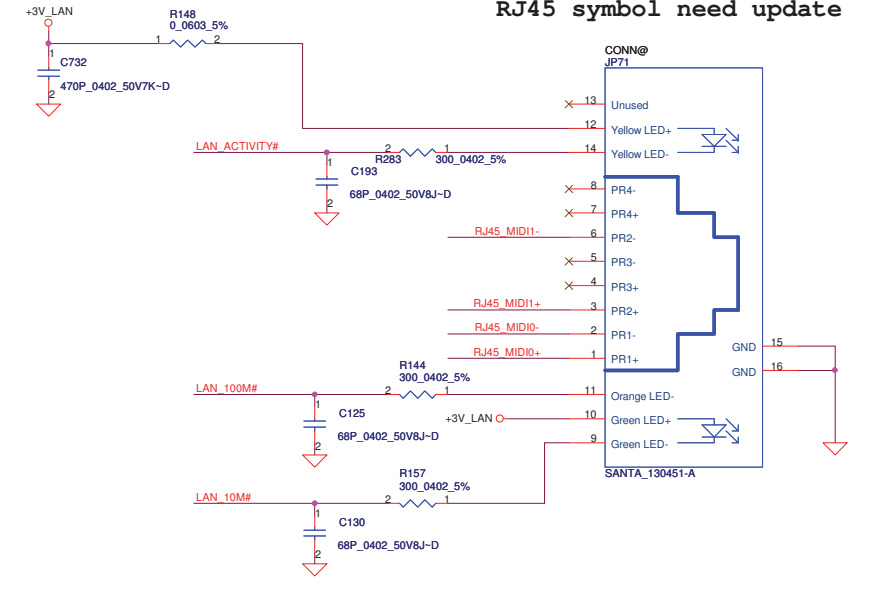 RJ45 symbol need update
+3V_LAN
R148
0_0603_5%
1 2
1
C732
470P_0402_50V7K~D
2
CONN@
JP71
13 Unused
12 Yellow LED+
LAN_ACTIVITY#
2 1
14 Yellow LED-
R283 300_0402_5%
1
C193
68P_0402_50V8J~D
2
8 PR4-
7 PR4+
RJ45_MIDI1- 6 PR2-
5 PR3-
4 PR3+
RJ45_MIDI1+ 3 PR2+
RJ45_MIDI0- 2 PR1-
RJ45_MIDI0+ 1 PR1+
GND 15
GND 16
R144
300_0402_5%
LAN_100M# 2 1 11 Orange LED-
1
C125
68P_0402_50V8J~D
2
+3V_LAN 10 Green LED+
9 Green LED-
SANTA_130451-A
R157
300_0402_5%
LAN_10M# 2 1
1
C130
68P_0402_50V8J~D
2